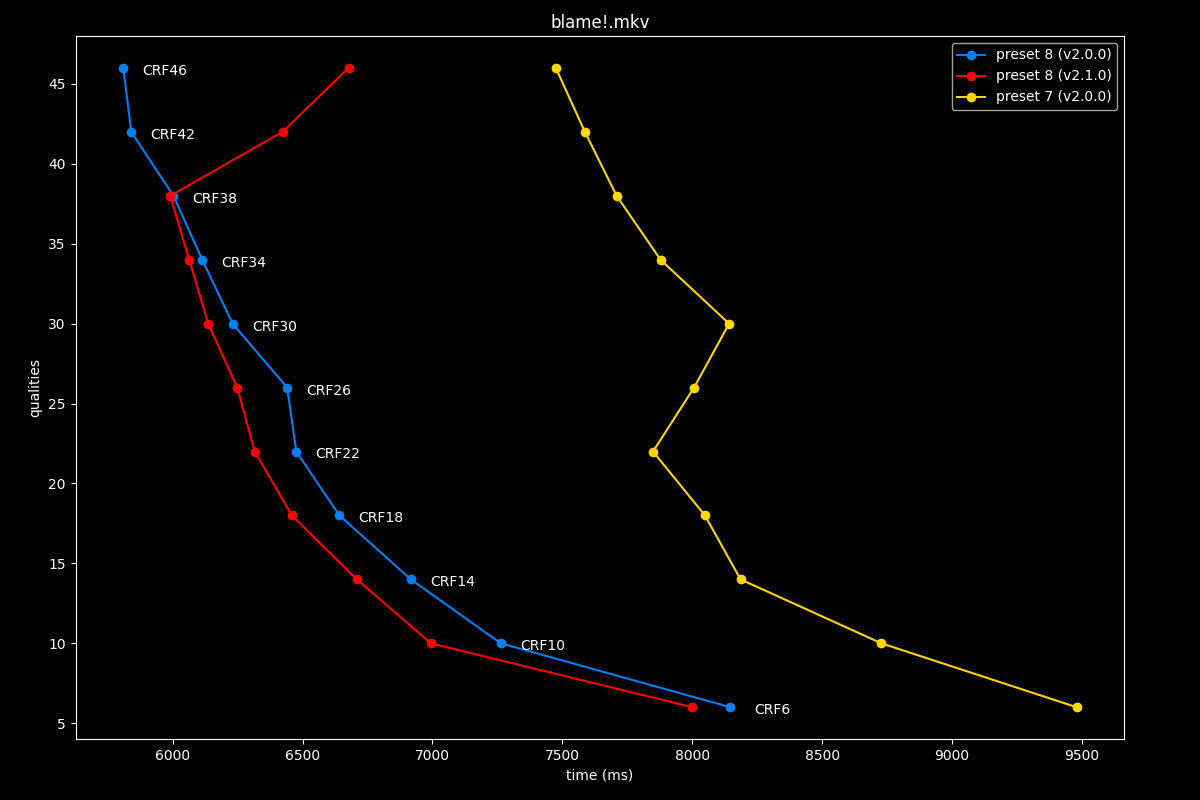 blame!.mkv
preset 8 (v2.0.0)
preset 8 (v2.1.0)
preset 7 (v2.0.0)
CRF46
CRF42
CRF38
CRF34
CRF30
CRF26
CRF22
CRF18
CRF14
CRF10
CRF6
45
40
35
30
25
20
15
10
5
qualities
6000 6500 7000 7500 8000 8500 9000 9500
time (ms)